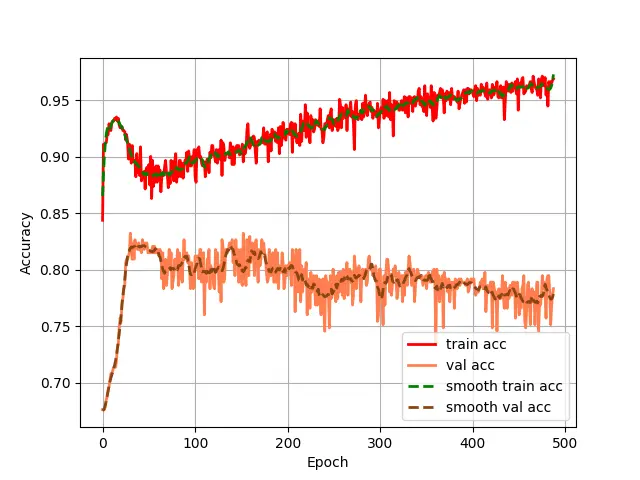 0.95
0.90
0.85
0.80
0.75
0.70
Accuracy
0
100
200
300
400
500
Epoch
train acc
val acc
smooth train acc
smooth val acc